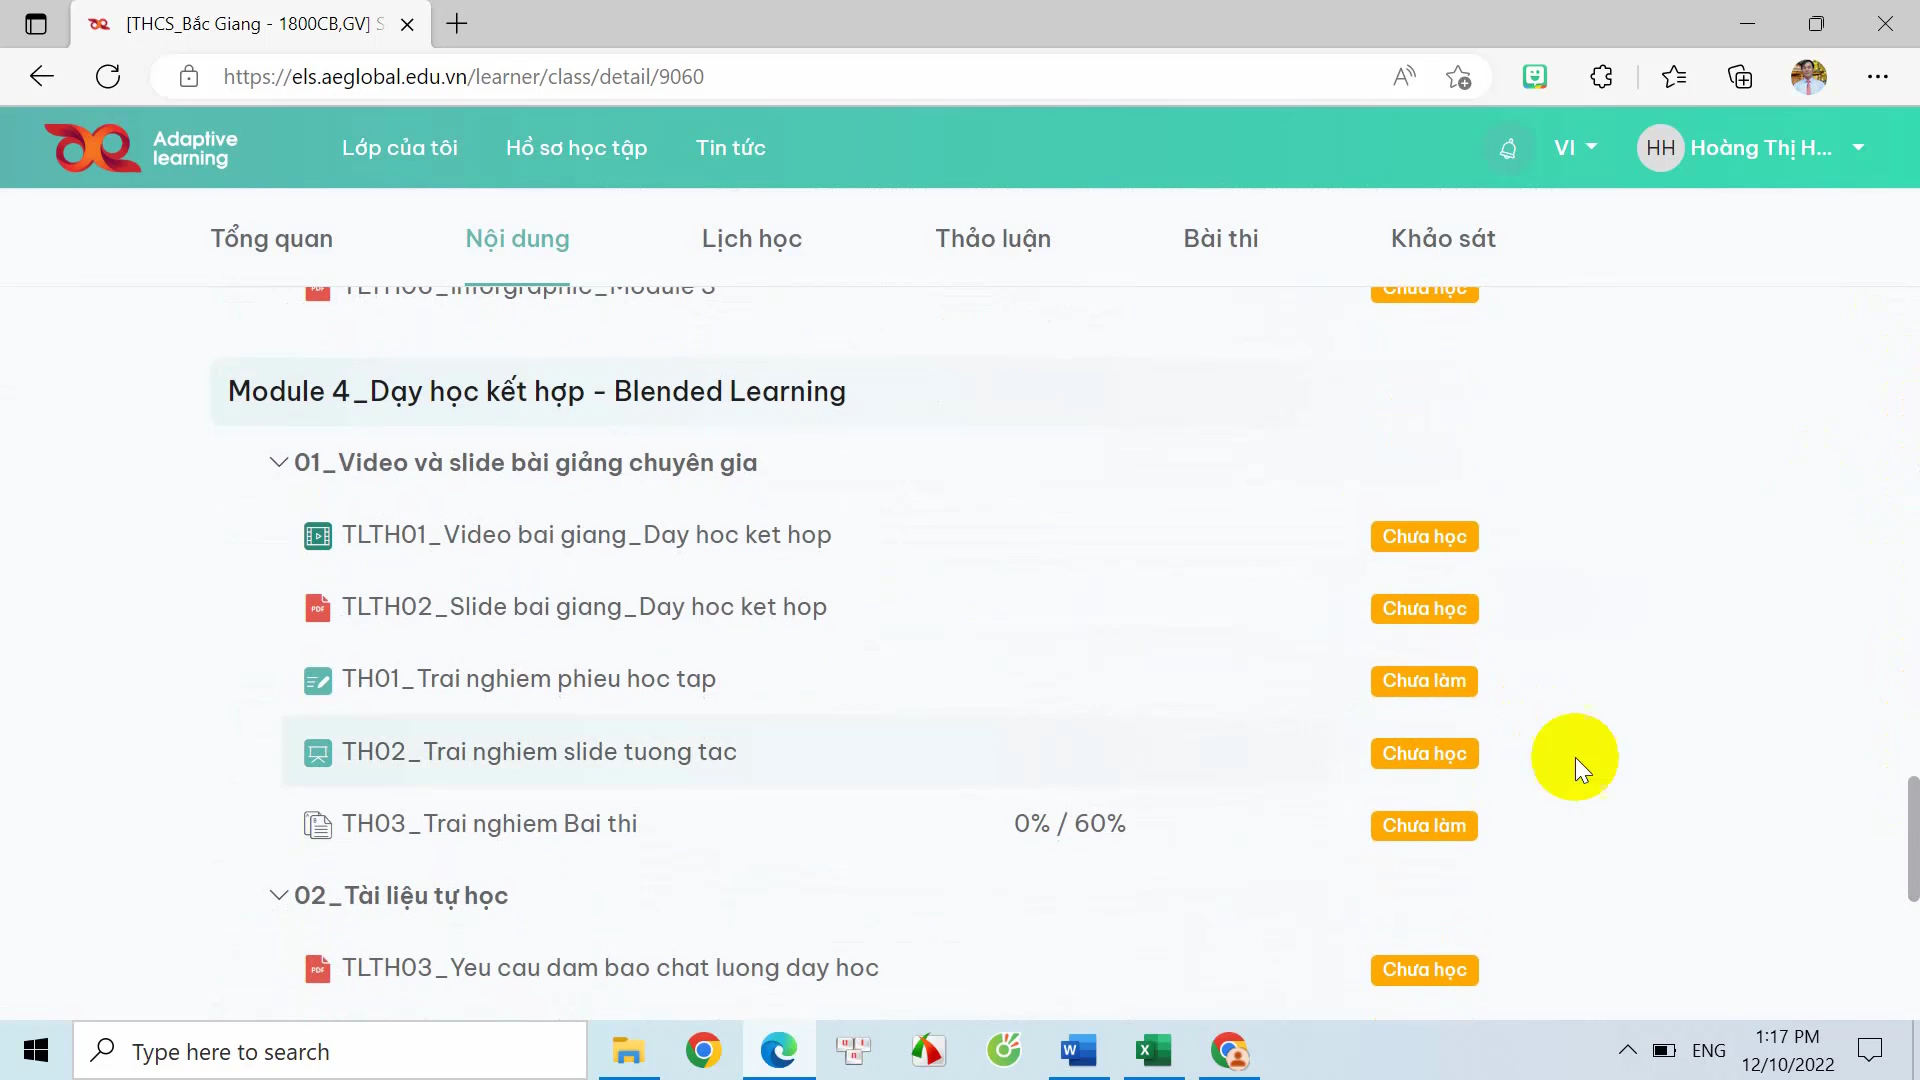 [THCS_Bắc Giang - 1800CB,GV] S
https://els.aeglobal.edu.vn/learner/class/detail/9060
Adaptive
learning
Lớp của tôi
Hồ sơ học tập
Tin tức
VI
HH
Hoàng Thị H...
Tổng quan
Nội dung
Lịch học
Thảo luận
Bài thi
Khảo sát
TLTH06_Inforgraphic_Module 3
Chưa học
Module 4_Dạy học kết hợp - Blended Learning
01_Video và slide bài giảng chuyên gia
TLTH01_Video bai giang_Day hoc ket hop
Chưa học
TLTH02_Slide bai giang_Day hoc ket hop
Chưa học
TH01_Trai nghiem phieu hoc tap
Chưa làm
TH02_Trai nghiem slide tuong tac
Chưa học
TH03_Trai nghiem Bai thi
0% / 60%
Chưa làm
02_Tài liệu tự học
TLTH03_Yeu cau dam bao chat luong day hoc
Chưa học
Type here to search
ENG
1:17 PM
12/10/2022